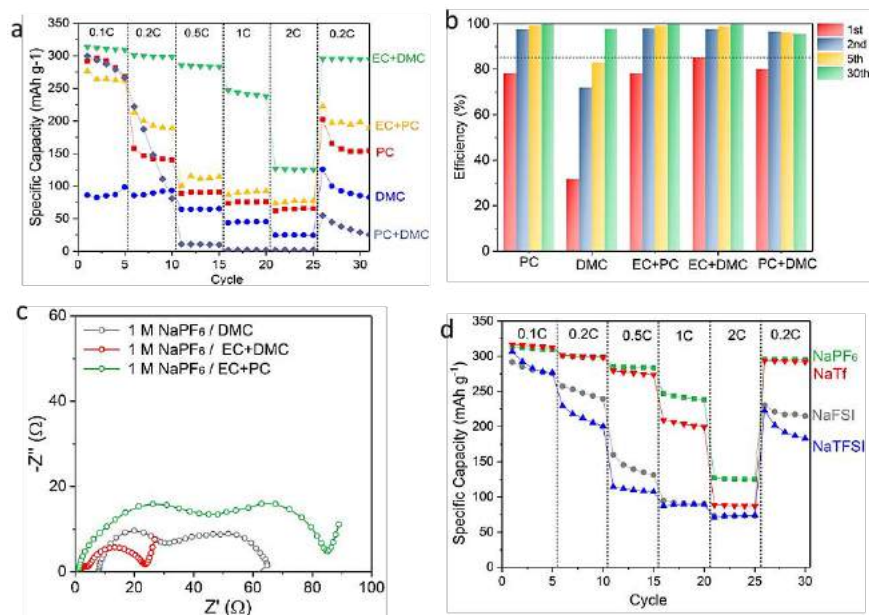 a
0.1C 0.2C 0.5C 1C 2C 0.2C
Specific Capacity (mAh g-1)
350
300
250
200
150
100
50
0
EC+DMC
EC+PC
PC
DMC
PC+DMC
0 5 10 15 20 25 30
Cycle
b
Efficiency (%)
100
80
60
40
20
0
1st
2nd
5th
30th
PC DMC EC+PC EC+DMC PC+DMC
c
-Z'' (Ω)
60
40
20
0
1 M NaPF₆ / DMC
1 M NaPF₆ / EC+DMC
1 M NaPF₆ / EC+PC
0 20 40 60 80 100
Z' (Ω)
d
0.1C 0.2C 0.5C 1C 2C 0.2C
Specific Capacity (mAh g⁻¹)
350
300
250
200
150
100
50
0
NaPF₆
NaTf
NaFSI
NaTFSI
0 5 10 15 20 25 30
Cycle